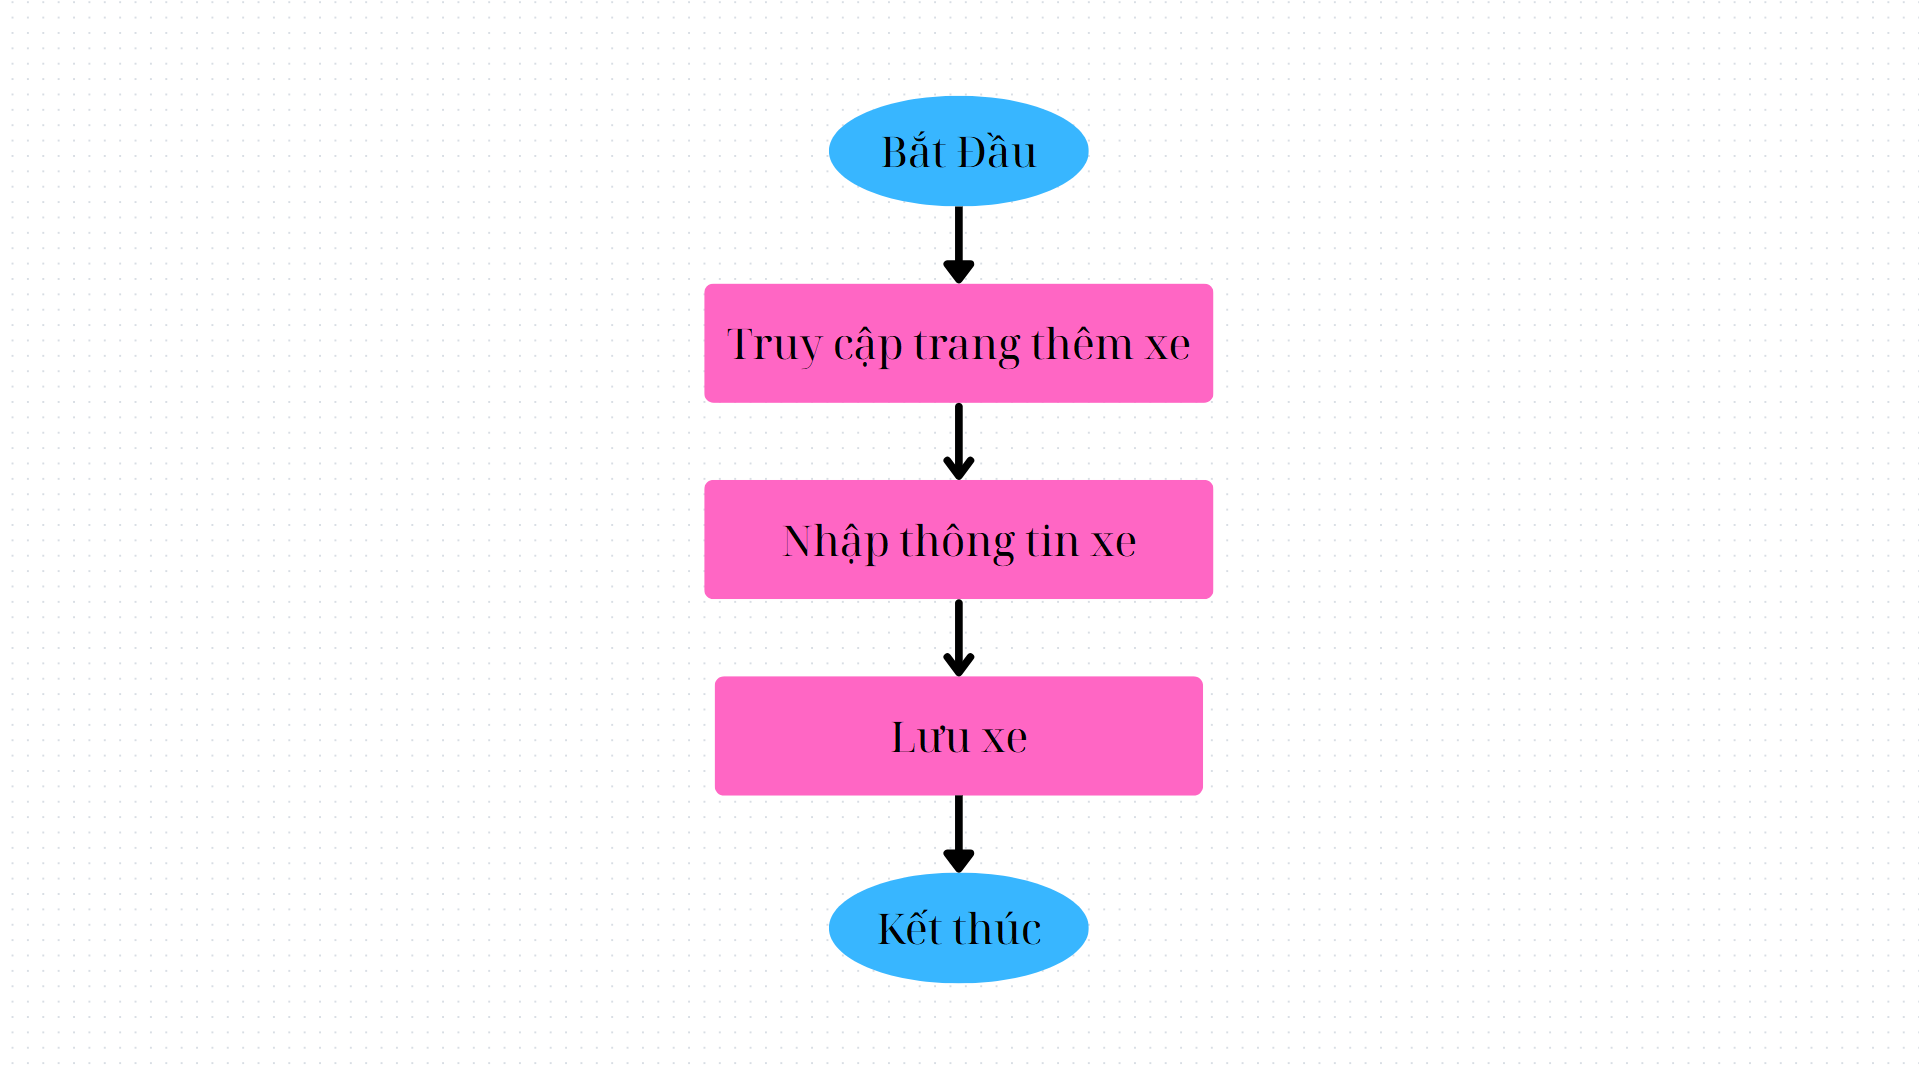 Bắt Đầu
Truy cập trang thêm xe
Nhập thông tin xe
Lưu xe
Kết thúc